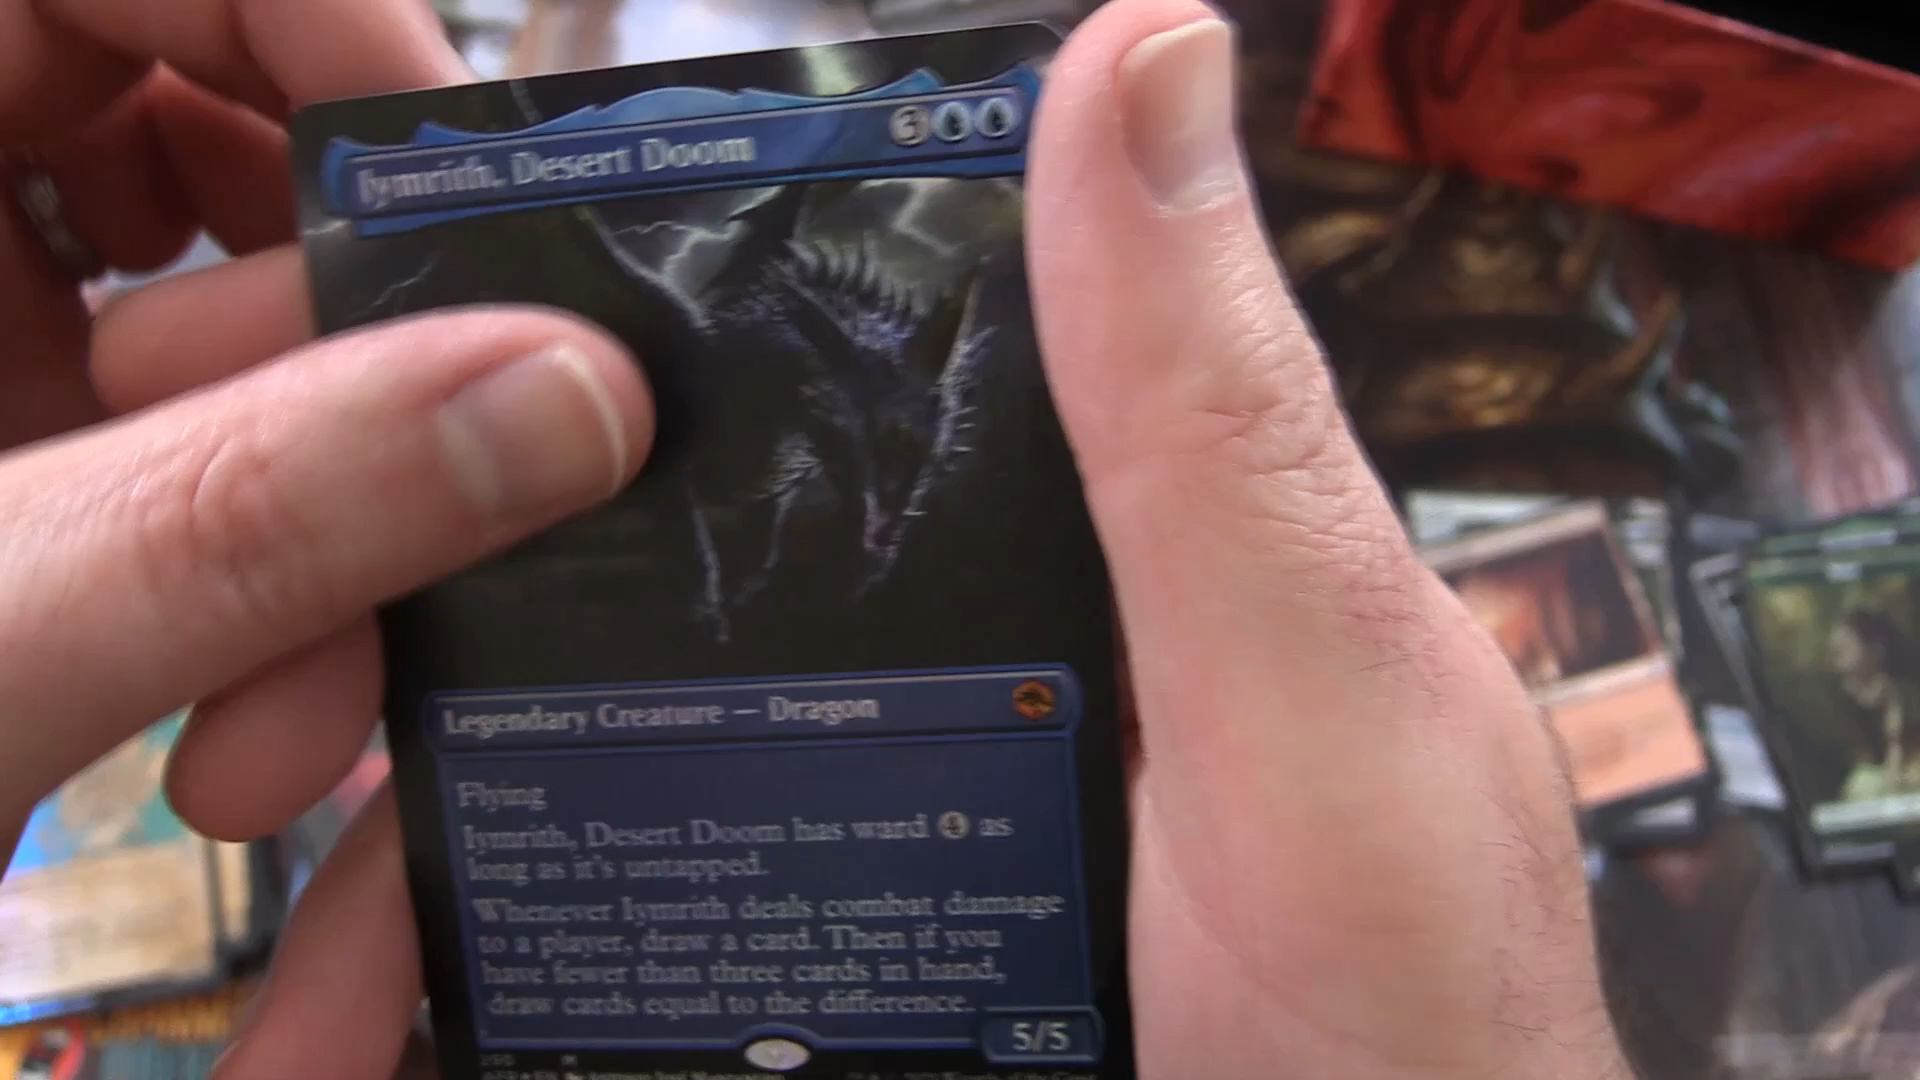 Iymrith, Desert Doom 3
Legendary Creature — Dragon
Flying
Iymrith, Desert Doom has ward 4 as
long as it's untapped.
Whenever Iymrith deals combat damage
to a player, draw a card. Then if you
have fewer than three cards in hand,
draw cards equal to the difference.
5/5
M